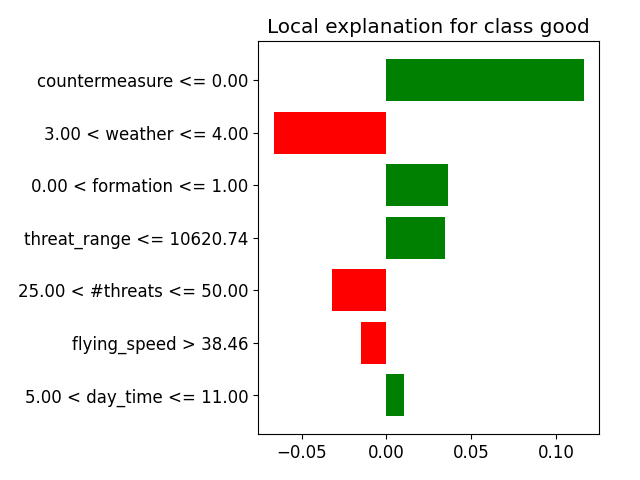 Local explanation for class good
countermeasure <= 0.00
3.00 < weather <= 4.00
0.00 < formation <= 1.00
threat_range <= 10620.74
25.00 < #threats <= 50.00
flying_speed > 38.46
5.00 < day_time <= 11.00
−0.05 0.00 0.05 0.10